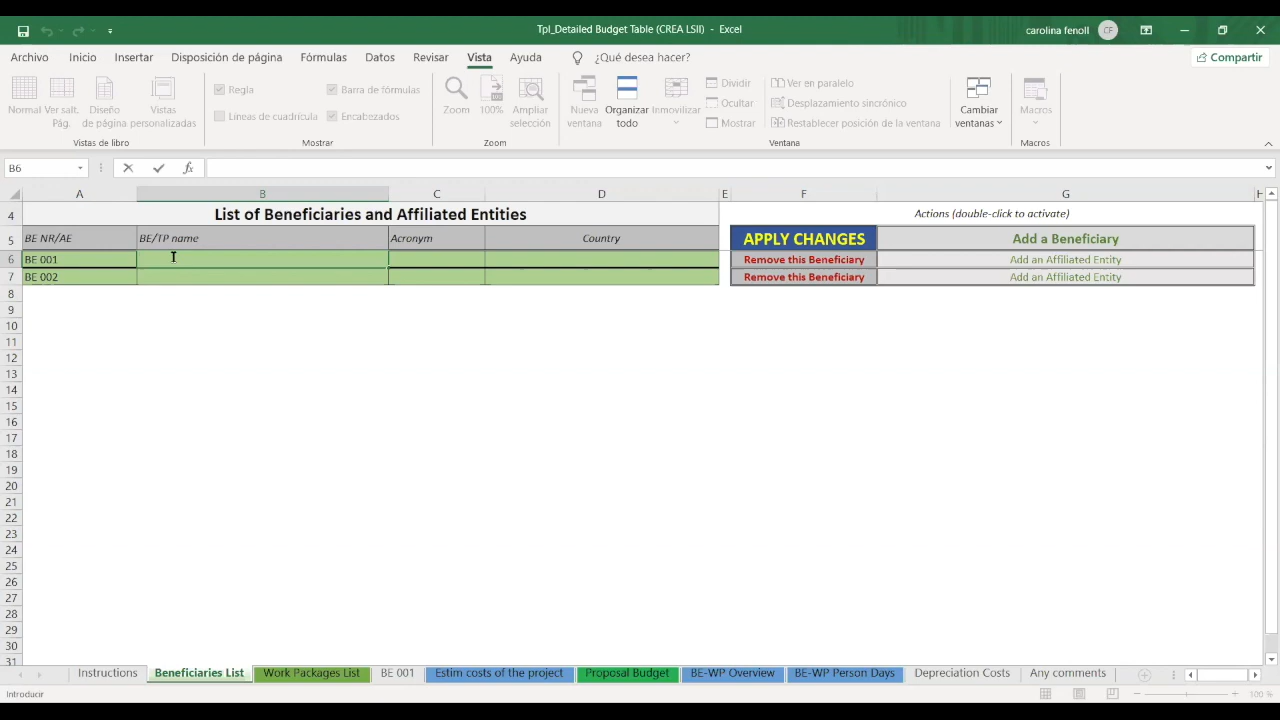 Tpl_Detailed Budget Table (CREA LSII) - Excel
carolina fenoll CF
Archivo Inicio Insertar Disposición de página Fórmulas Datos Revisar Vista Ayuda ¿Qué desea hacer? Compartir
Normal Ver salt. Pág. Diseño de página Vistas personalizadas
Regla Barra de fórmulas
Líneas de cuadrícula Encabezados
Zoom 100% Ampliar selección
Nueva ventana Organizar todo Inmovilizar
Dividir
Ocultar
Mostrar
Ver en paralelo
Desplazamiento sincrónico
Restablecer posición de la ventana
Cambiar ventanas
Macros
Vistas de libro Mostrar Zoom Ventana Macros
B6 fx
A B C D E F G H
4 List of Beneficiaries and Affiliated Entities Actions (double-click to activate)
5 BE NR/AE BE/TP name Acronym Country APPLY CHANGES Add a Beneficiary
6 BE 001 Remove this Beneficiary Add an Affiliated Entity
7 BE 002 Remove this Beneficiary Add an Affiliated Entity
8
9
10
11
12
13
14
15
16
17
18
19
20
21
22
23
24
25
26
27
28
29
30
31
Instructions Beneficiaries List Work Packages List BE 001 Estim costs of the project Proposal Budget BE-WP Overview BE-WP Person Days Depreciation Costs Any comments
Introducir 100 %